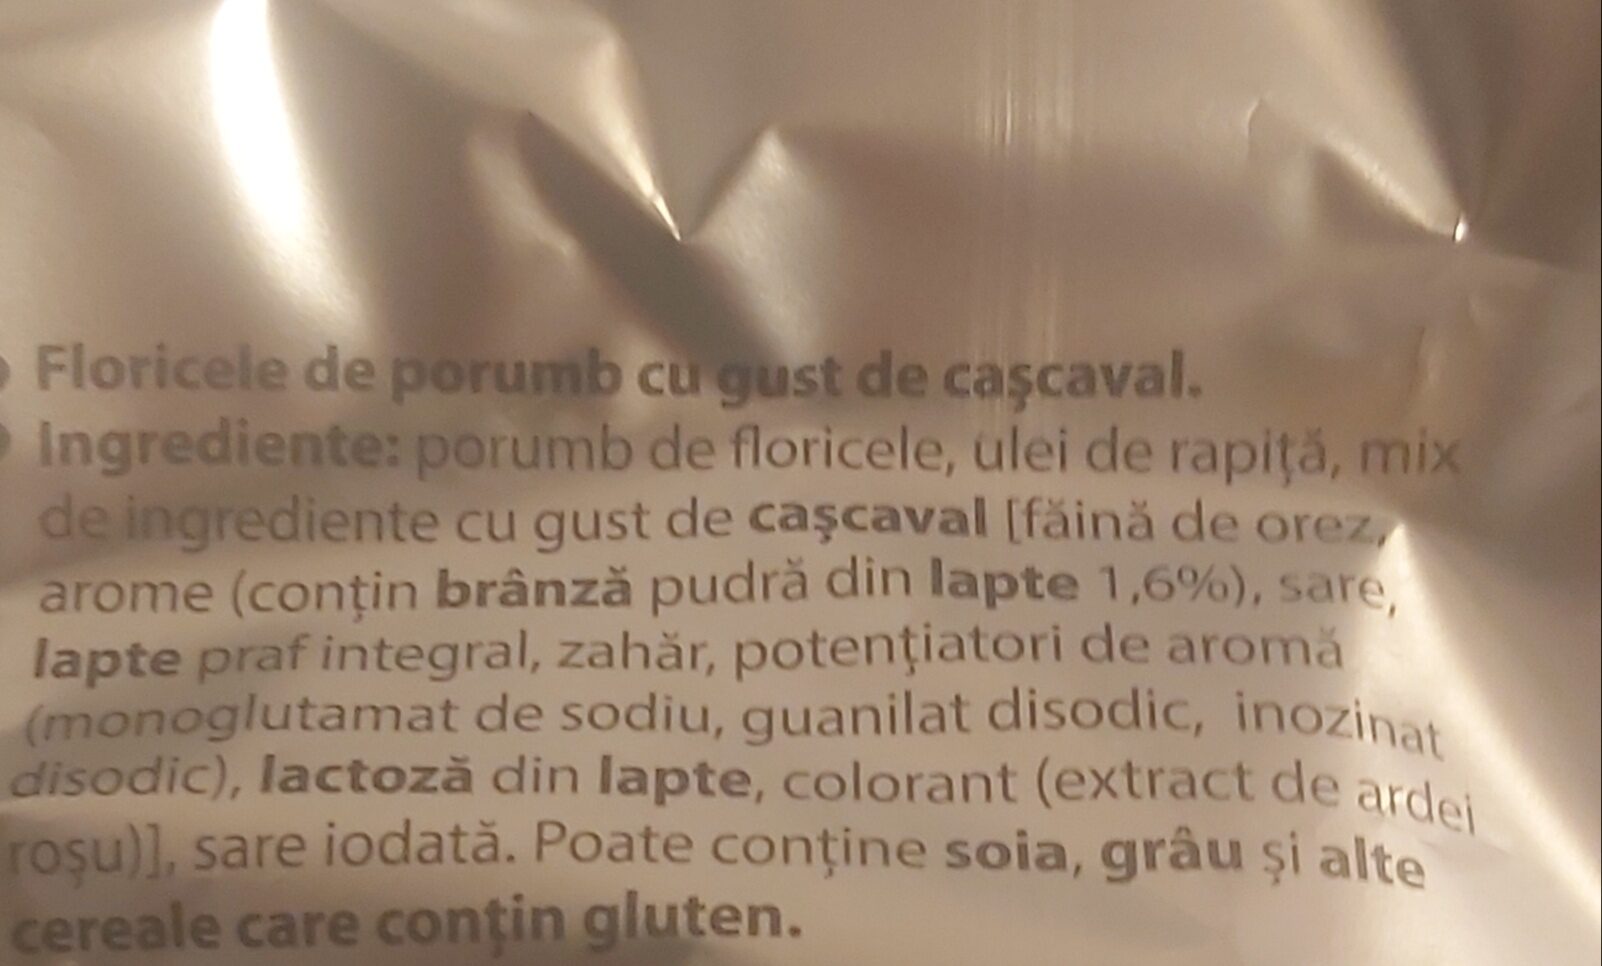 Floricele de porumb cu gust de caşcaval.
Ingrediente: porumb de floricele, ulei de rapiţă, mix
de ingrediente cu gust de caşcaval [făină de orez,
arome (conţin brânză pudră din lapte 1,6%), sare,
lapte praf integral, zahăr, potenţiatori de aromă
(monoglutamat de sodiu, guanilat disodic, inozinat
disodic), lactoză din lapte, colorant (extract de ardei
roşu)], sare iodată. Poate conţine soia, grâu şi alte
cereale care conţin gluten.